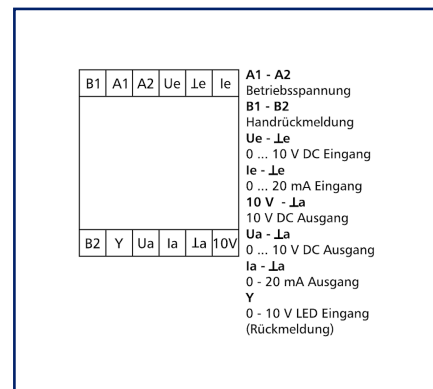 B1 A1 A2 Ue ⊥e Ie
A1 - A2
Betriebsspannung
B1 - B2
Handrückmeldung
Ue - ⊥e
0 ... 10 V DC Eingang
Ie - ⊥e
0 ... 20 mA Eingang
10 V - ⊥a
10 V DC Ausgang
Ua - ⊥a
0 ... 10 V DC Ausgang
Ia - ⊥a
0 - 20 mA Ausgang
Y
0 - 10 V LED Eingang
(Rückmeldung)
B2 Y Ua Ia ⊥a 10V